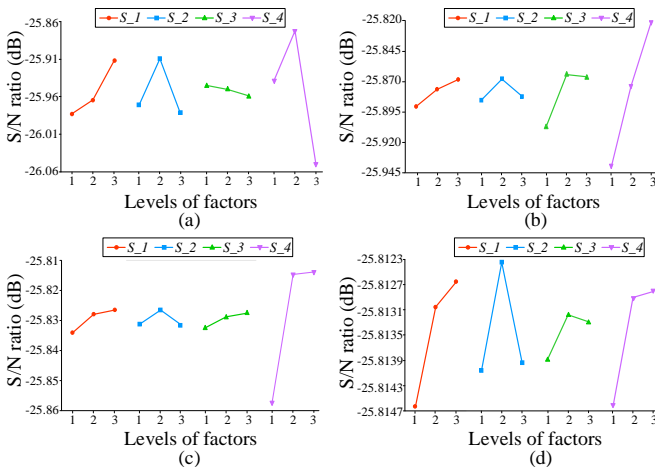 S_1 S_2 S_3 S_4
S/N ratio (dB)
-25.86
-25.91
-25.96
-26.01
-26.06
1 2 3 1 2 3 1 2 3 1 2 3
Levels of factors
(a)
S_1 S_2 S_3 S_4
S/N ratio (dB)
-25.820
-25.845
-25.870
-25.895
-25.920
-25.945
1 2 3 1 2 3 1 2 3 1 2 3
Levels of factors
(b)
S_1 S_2 S_3 S_4
S/N ratio (dB)
-25.81
-25.82
-25.83
-25.84
-25.85
-25.86
1 2 3 1 2 3 1 2 3 1 2 3
Levels of factors
(c)
S_1 S_2 S_3 S_4
S/N ratio (dB)
-25.8123
-25.8127
-25.8131
-25.8135
-25.8139
-25.8143
-25.8147
1 2 3 1 2 3 1 2 3 1 2 3
Levels of factors
(d)